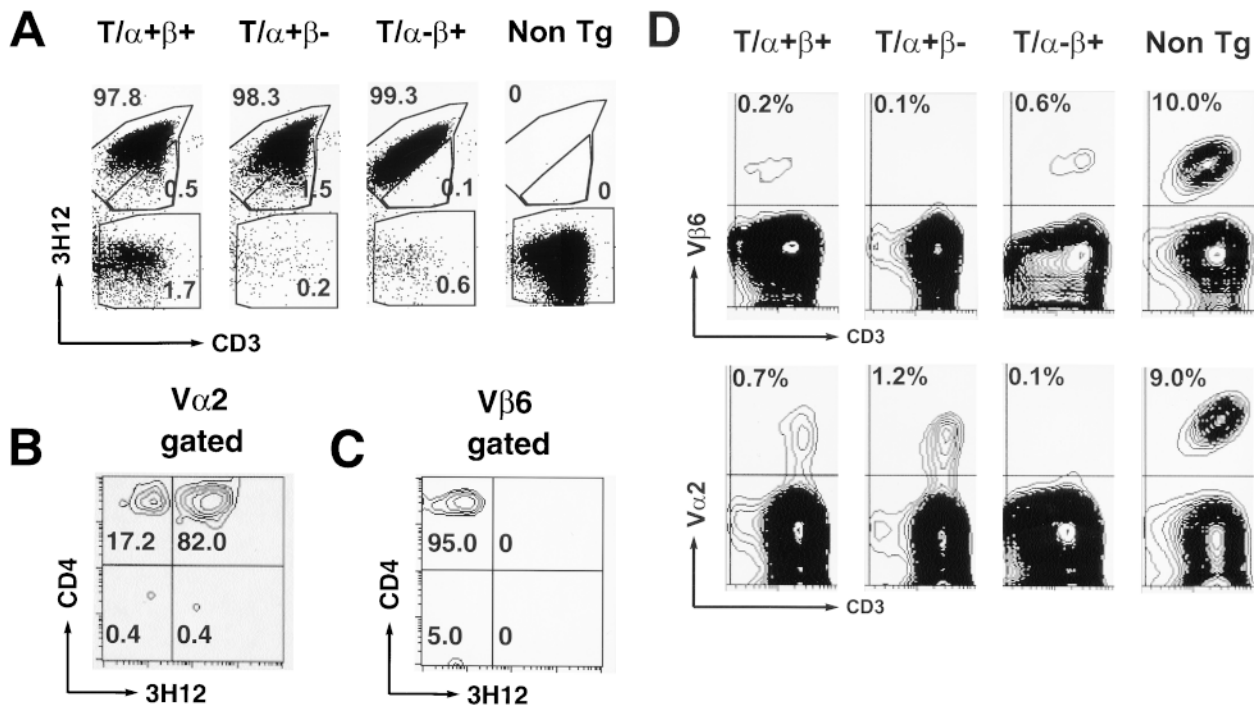 A
T/α+β+ T/α+β- T/α-β+ Non Tg
97.8 98.3 99.3 0
0.5 1.5 0.1 0
1.7 0.2 0.6
3H12
CD3
B
Vα2
gated
17.2 82.0
0.4 0.4
CD4
3H12
C
Vβ6
gated
95.0 0
5.0 0
CD4
3H12
D
T/α+β+ T/α+β- T/α-β+ Non Tg
0.2% 0.1% 0.6% 10.0%
Vβ6
CD3
0.7% 1.2% 0.1% 9.0%
Vα2
CD3